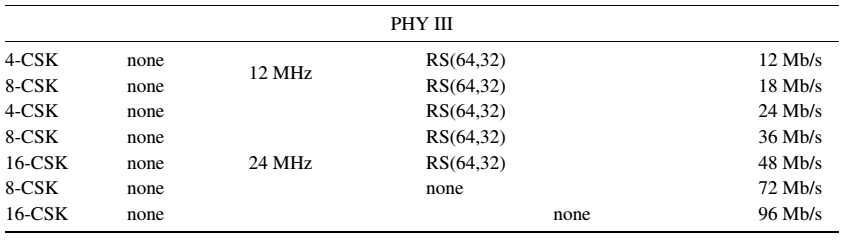 PHY III
4-CSK none 12 MHz RS(64,32) 12 Mb/s
8-CSK none RS(64,32) 18 Mb/s
4-CSK none RS(64,32) 24 Mb/s
8-CSK none RS(64,32) 36 Mb/s
16-CSK none 24 MHz RS(64,32) 48 Mb/s
8-CSK none none 72 Mb/s
16-CSK none none 96 Mb/s